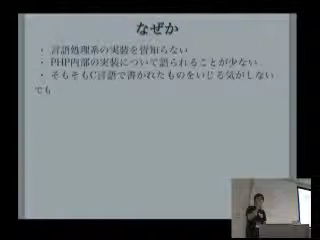 なぜか
・ 言語処理系の実装を皆知らない
・ PHP内部の実装について語られることが少ない
・ そもそもC言語で書かれたものをいじる気がしない
でも